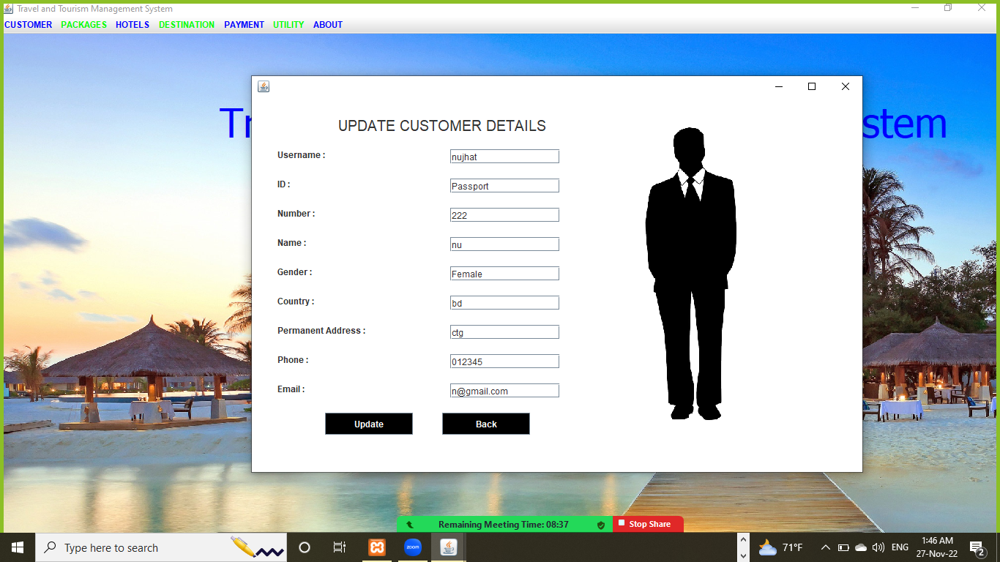 Travel and Tourism Management System
CUSTOMER PACKAGES HOTELS DESTINATION PAYMENT UTILITY ABOUT
UPDATE CUSTOMER DETAILS
Username : nujhat
ID : Passport
Number : 222
Name : nu
Gender : Female
Country : bd
Permanent Address : ctg
Phone : 012345
Email : n@gmail.com
Update Back
Remaining Meeting Time: 08:37 Stop Share
Type here to search
zoom
71°F
ENG
1:46 AM
27-Nov-22
2